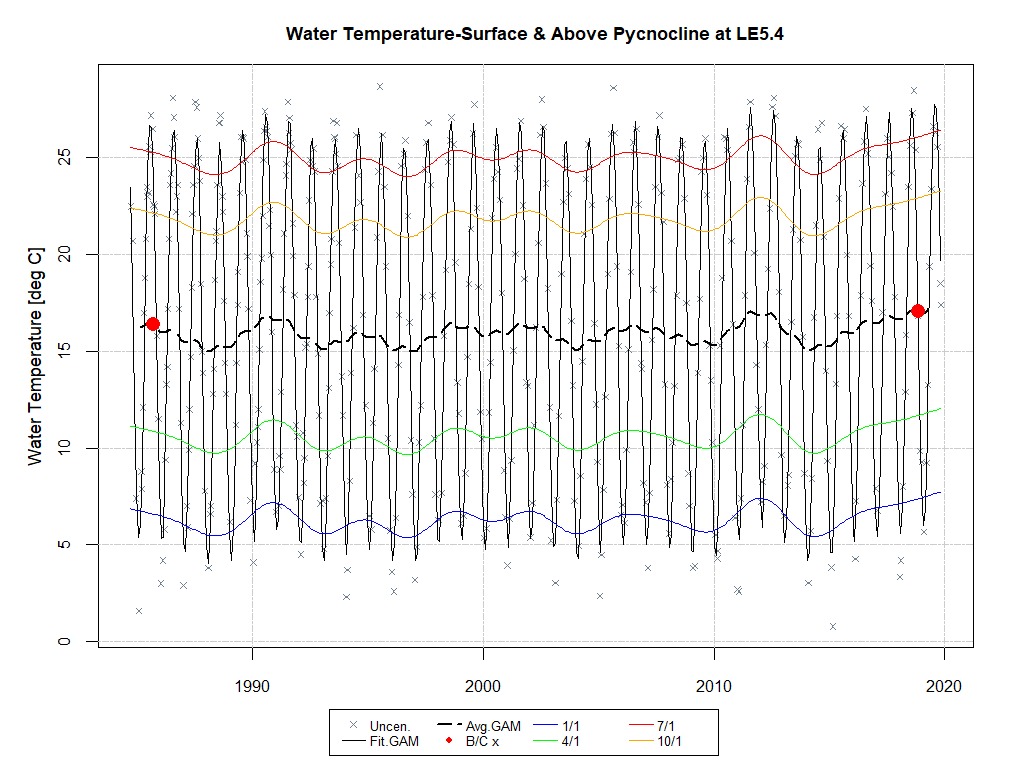 Water Temperature-Surface & Above Pycnocline at LE5.4
Water Temperature [deg C]
25
20
15
10
5
0
1990 2000 2010 2020
Uncen. Avg.GAM 1/1 7/1
Fit.GAM B/C x 4/1 10/1